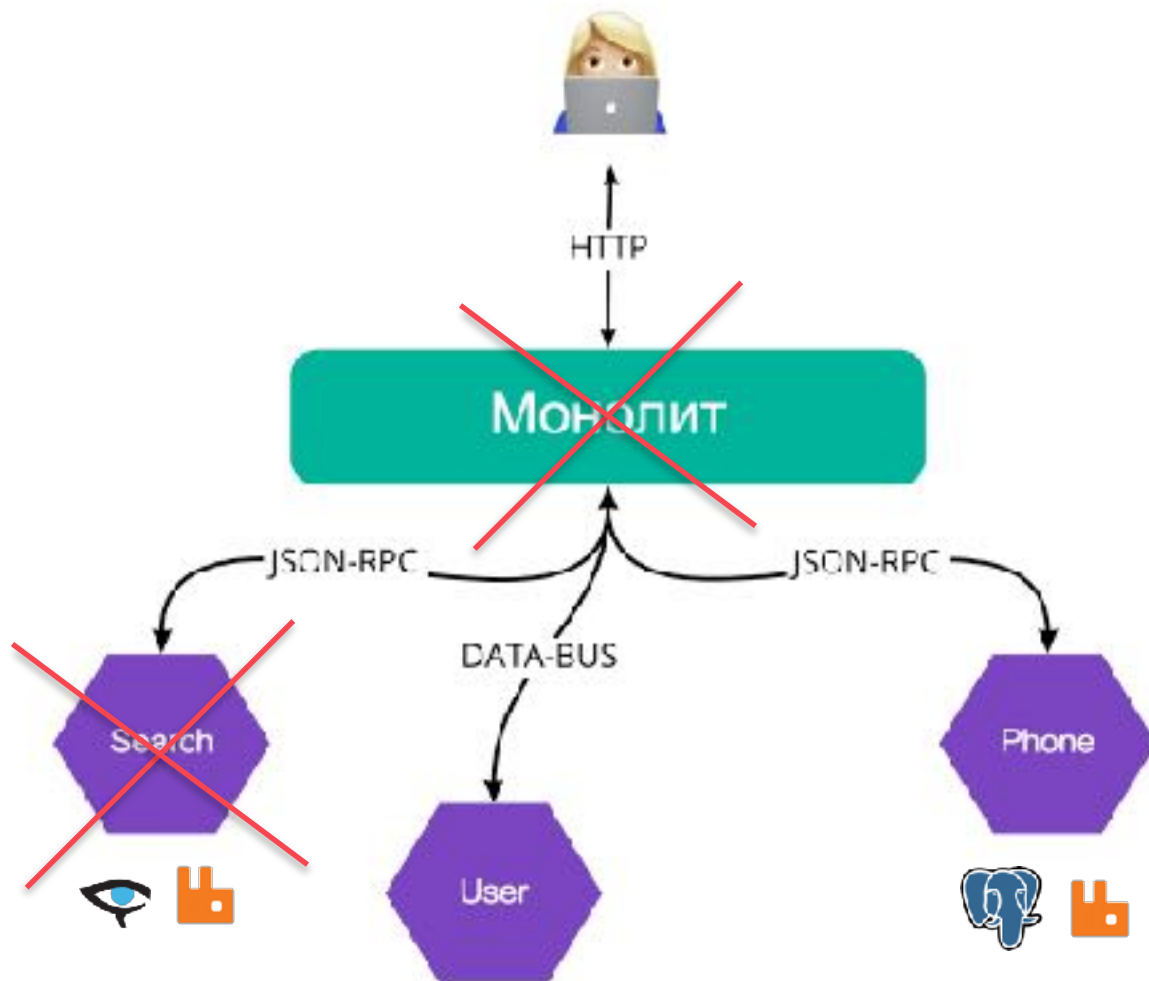 HTTP
Монолит
JSON-RPC
JSON-RPC
DATA-BUS
Search
Phone
User